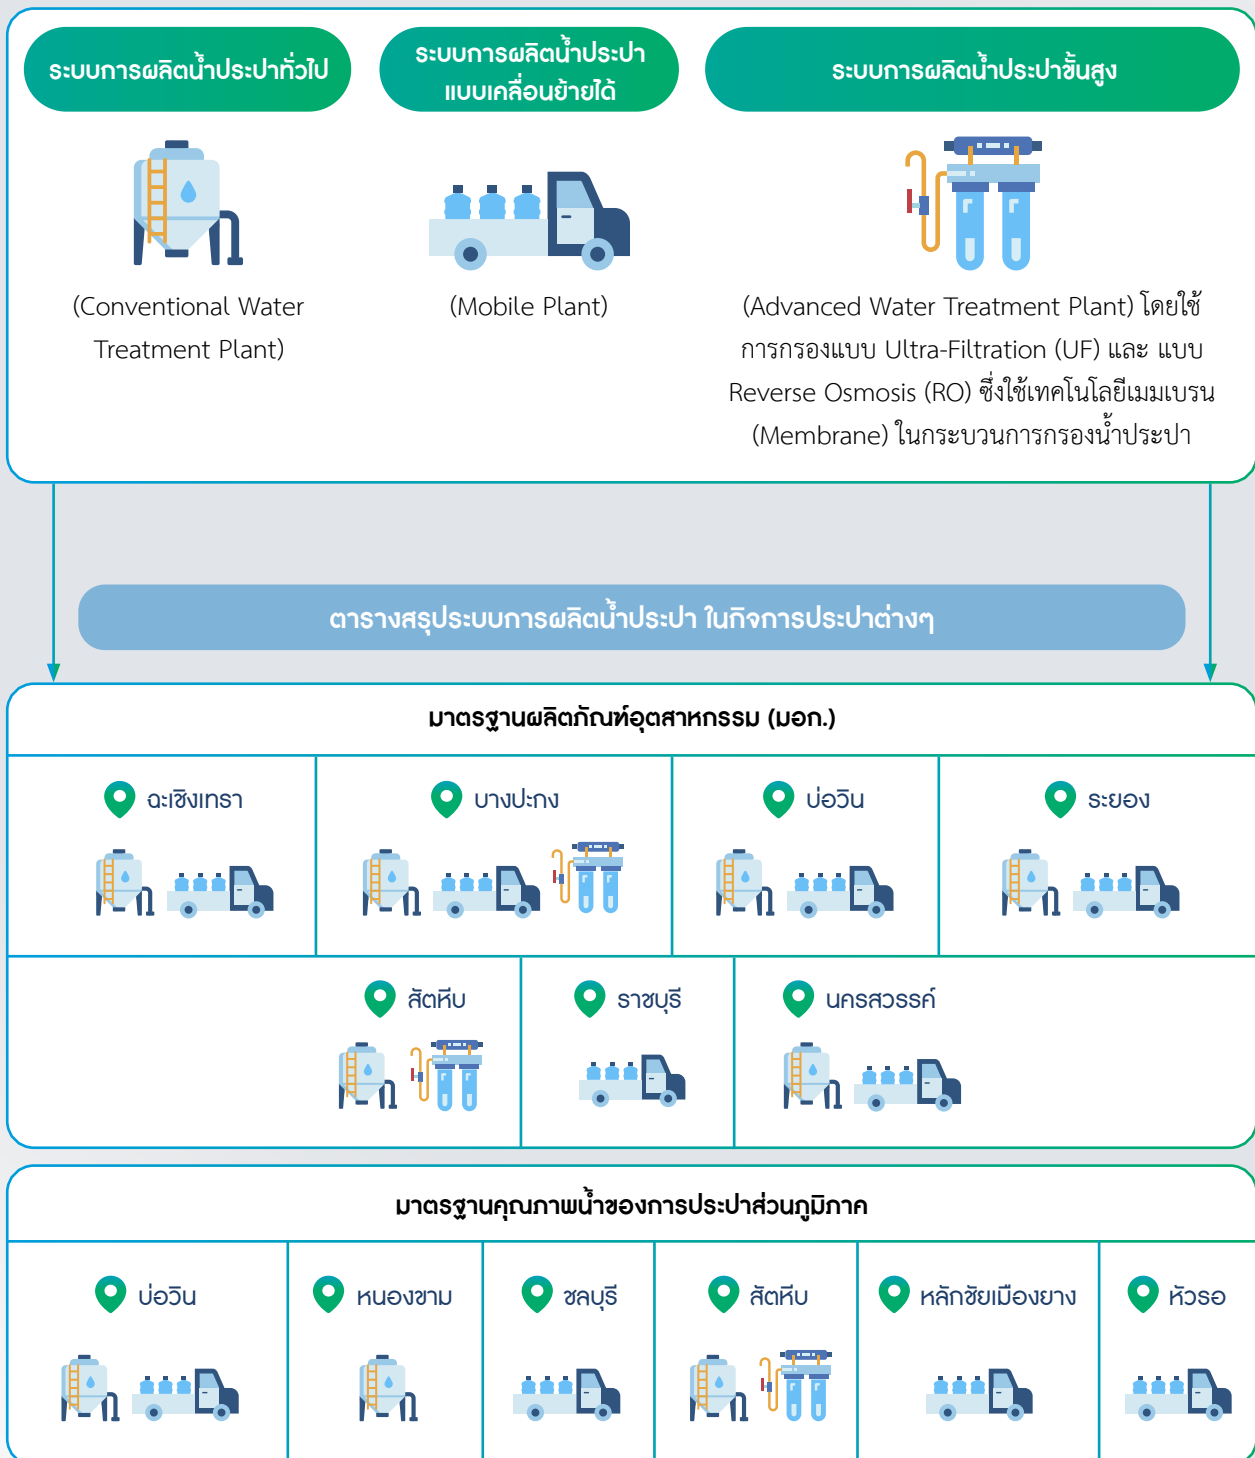 ระบบการผลิตน้ำประปาทั่วไป
(Conventional Water
Treatment Plant)
ระบบการผลิตน้ำประปา
แบบเคลื่อนย้ายได้
(Mobile Plant)
ระบบการผลิตน้ำประปาขั้นสูง
(Advanced Water Treatment Plant) โดยใช้
การกรองแบบ Ultra-Filtration (UF) และ แบบ
Reverse Osmosis (RO) ซึ่งใช้เทคโนโลยีเมมเบรน
(Membrane) ในกระบวนการกรองน้ำประปา
ตารางสรุประบบการผลิตน้ำประปา ในกิจการประปาต่างๆ
มาตรฐานผลิตภัณฑ์อุตสาหกรรม (มอก.)
ฉะเชิงเทรา
บางปะกง
บ่อวิน
ระยอง
สัตหีบ
ราชบุรี
นครสวรรค์
มาตรฐานคุณภาพน้ำของการประปาส่วนภูมิภาค
บ่อวิน
หนองขาม
ชลบุรี
สัตหีบ
หลักชัยเมืองยาง
หัวรอ